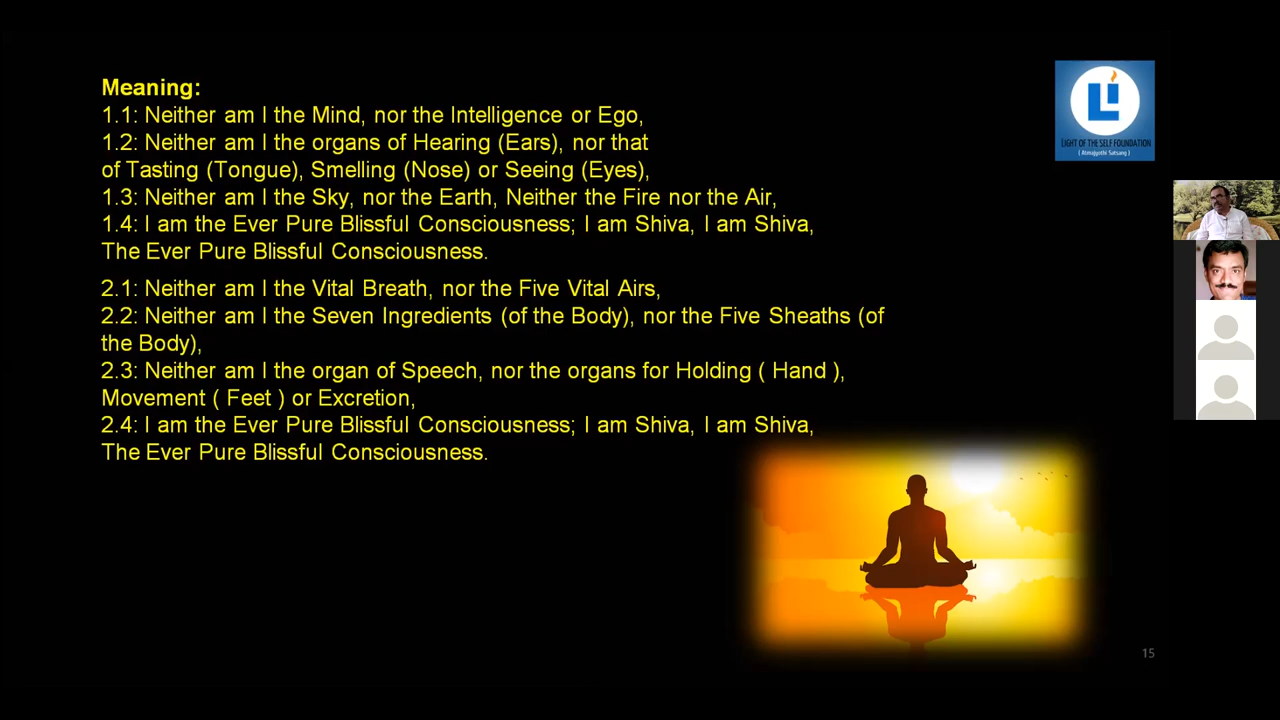 Meaning:
1.1: Neither am I the Mind, nor the Intelligence or Ego,
1.2: Neither am I the organs of Hearing (Ears), nor that
of Tasting (Tongue), Smelling (Nose) or Seeing (Eyes),
1.3: Neither am I the Sky, nor the Earth, Neither the Fire nor the Air,
1.4: I am the Ever Pure Blissful Consciousness; I am Shiva, I am Shiva,
The Ever Pure Blissful Consciousness.
2.1: Neither am I the Vital Breath, nor the Five Vital Airs,
2.2: Neither am I the Seven Ingredients (of the Body), nor the Five Sheaths (of
the Body),
2.3: Neither am I the organ of Speech, nor the organs for Holding ( Hand ),
Movement ( Feet ) or Excretion,
2.4: I am the Ever Pure Blissful Consciousness; I am Shiva, I am Shiva,
The Ever Pure Blissful Consciousness.
LIGHT OF THE SELF FOUNDATION
( Atmajyothi Satsang )
15